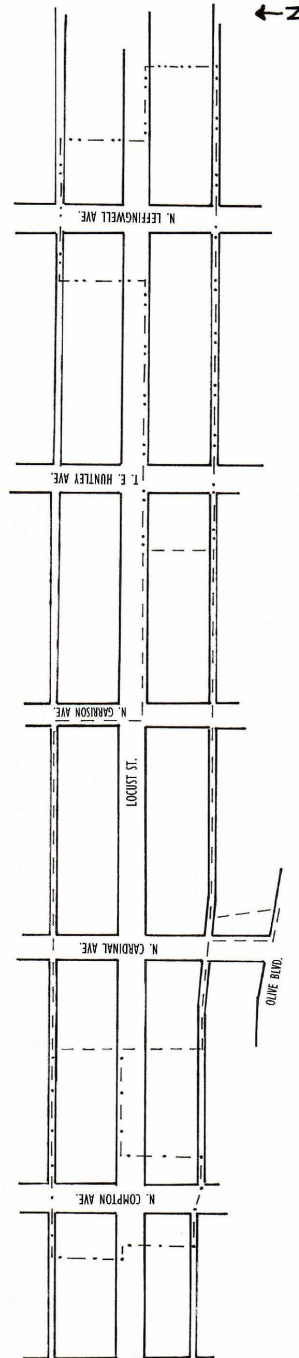 N
N. LEFFINGWELL AVE.
T. E. HUNTLEY AVE.
N. GARRISON AVE.
LOCUST ST.
N. CARDINAL AVE.
OLIVE BLVD.
N. COMPTON AVE.